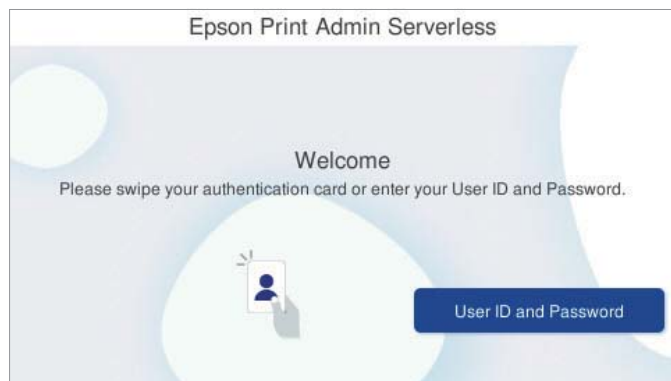 Epson Print Admin Serverless
Welcome
Please swipe your authentication card or enter your User ID and Password.
User ID and Password